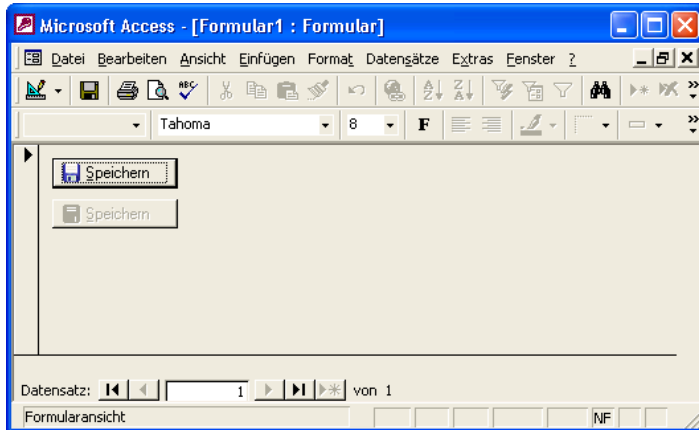 Microsoft Access - [Formular1 : Formular]
Datei Bearbeiten Ansicht Einfügen Format Datensätze Extras Fenster ?
Tahoma 8 F
Speichern
Speichern
Datensatz: 1 von 1
Formularansicht NF